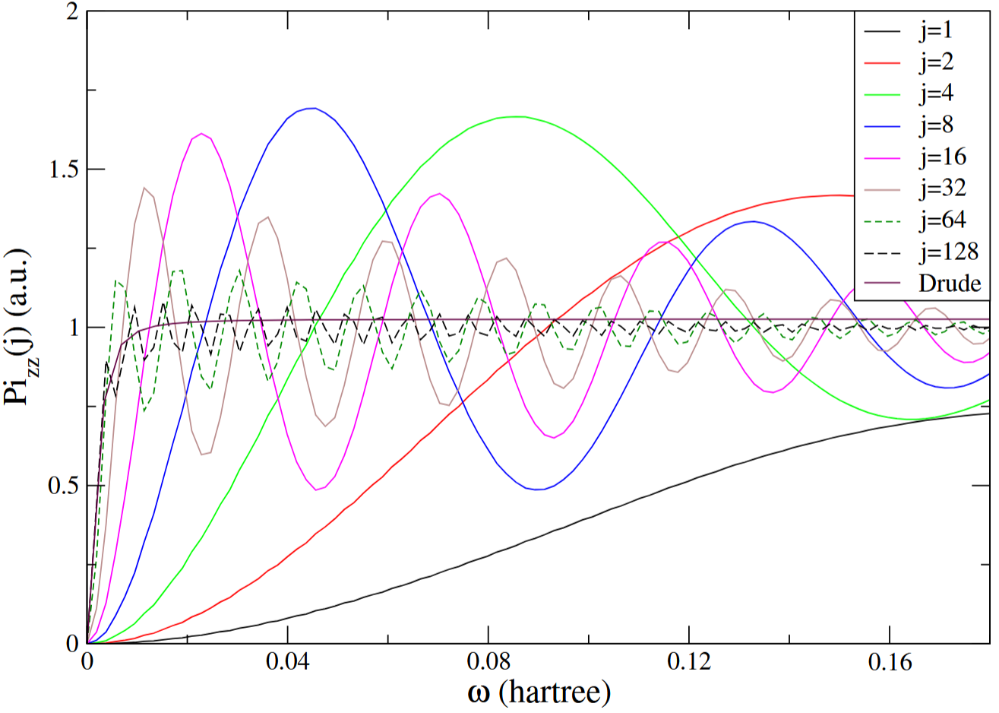 2
1.5
1
0.5
0
Pi_zz(j) (a.u.)
j=1
j=2
j=4
j=8
j=16
j=32
j=64
j=128
Drude
0 0.04 0.08 0.12 0.16
ω (hartree)